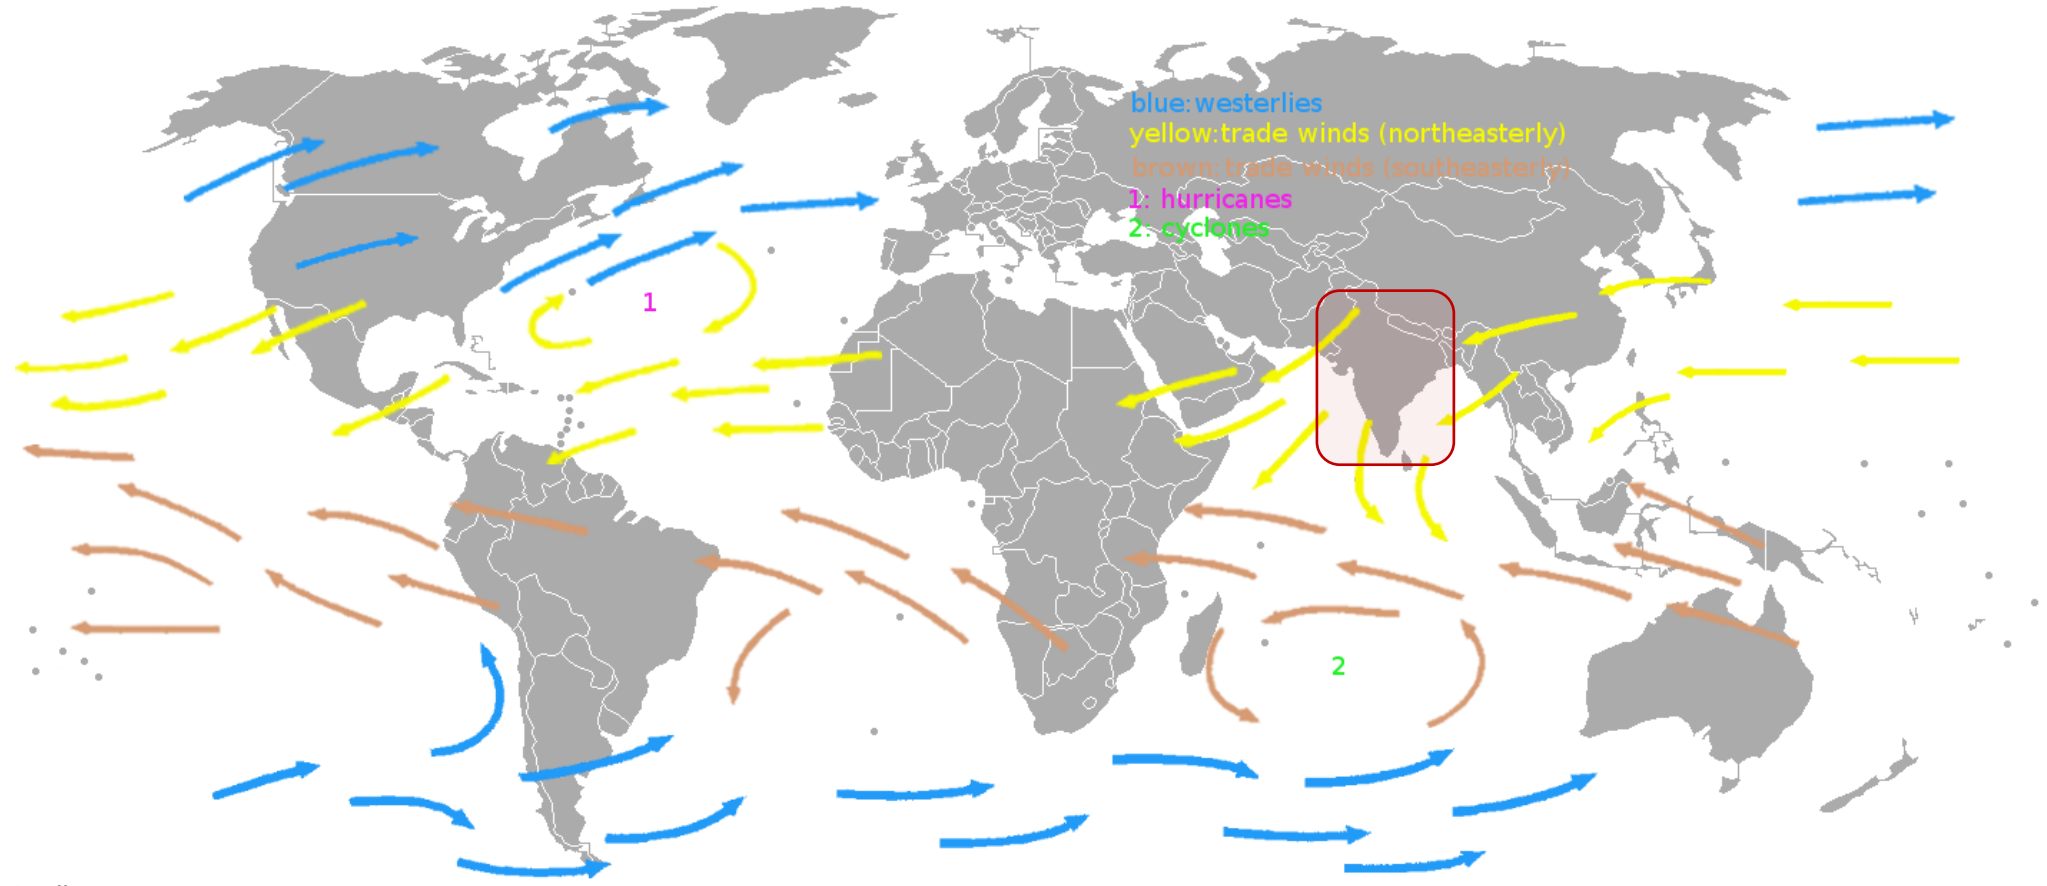 blue:westerlies
yellow:trade winds (northeasterly)
brown:trade winds (southeasterly)
1: hurricanes
2: cyclones
1
2